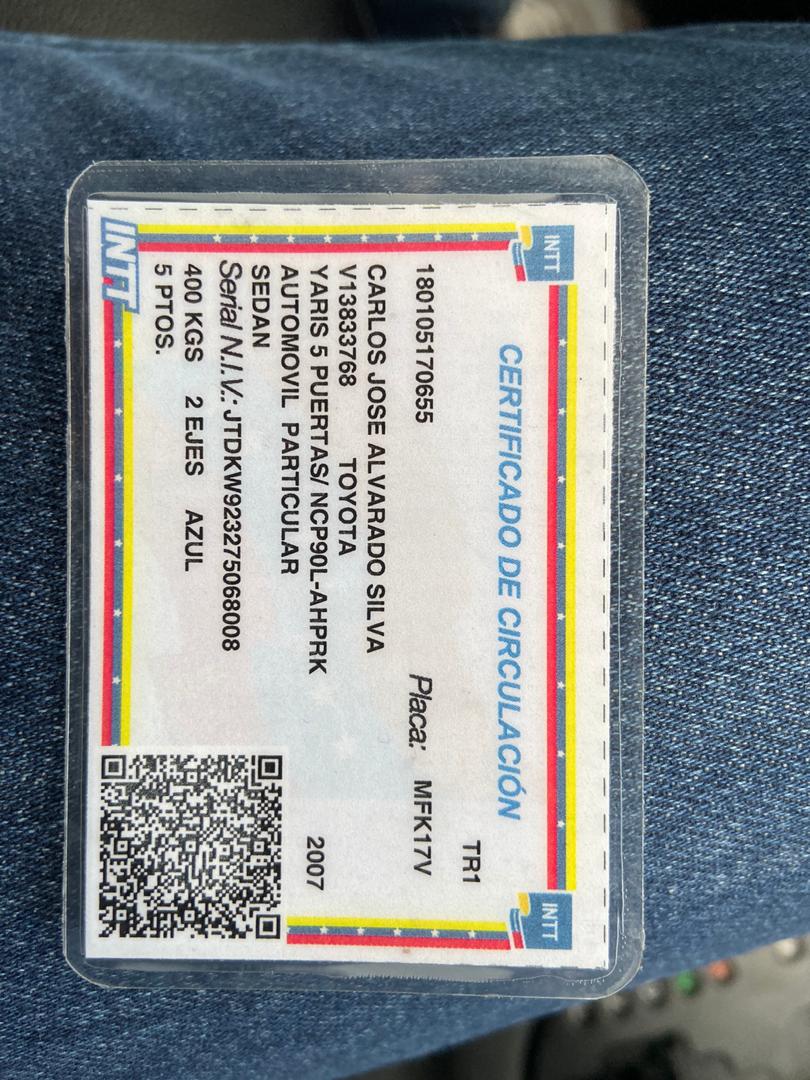 INTT
INTT
CERTIFICADO DE CIRCULACIÓN
TR1
180105170655 Placa: MFK17V
CARLOS JOSE ALVARADO SILVA
V13833768 TOYOTA
YARIS 5 PUERTAS/ NCP90L-AHPRK 2007
AUTOMOVIL PARTICULAR
SEDAN
Serial N.I.V.: JTDKW923275068008
400 KGS 2 EJES AZUL
5 PTOS.
INTT